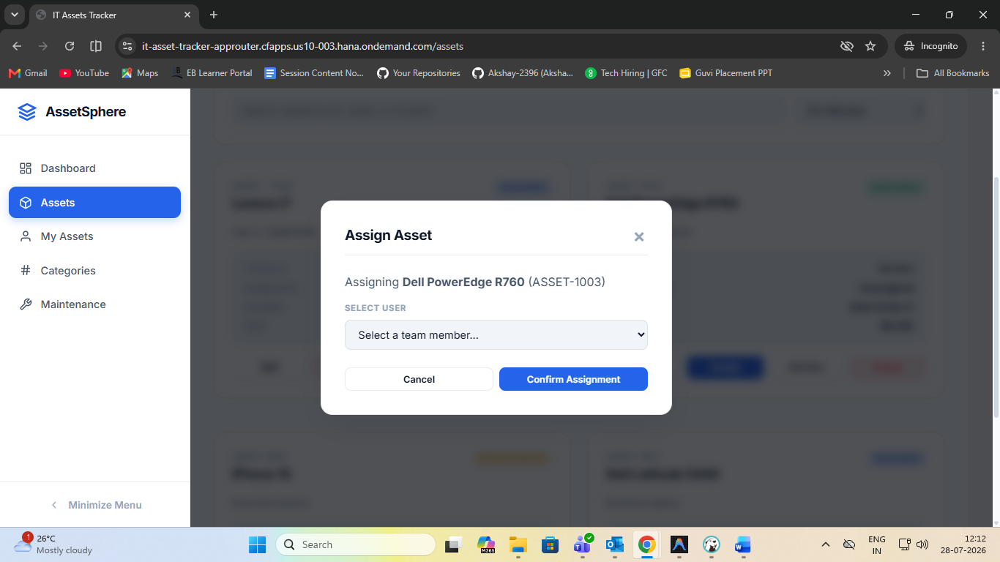 IT Assets Tracker
it-asset-tracker-approuter.cfapps.us10-003.hana.ondemand.com/assets
Incognito
Gmail
YouTube
Maps
EB Learner Portal
Session Content No...
Your Repositories
Akshay-2396 (Aksha...
Tech Hiring | GFC
Guvi Placement PPT
All Bookmarks
AssetSphere
Dashboard
Assets
My Assets
Categories
Maintenance
Minimize Menu
Assign Asset
Assigning Dell PowerEdge R760 (ASSET-1003)
SELECT USER
Select a team member...
Cancel
Confirm Assignment
1
26°C
Mostly cloudy
Search
M365
ENG
IN
12:12
28-07-2026